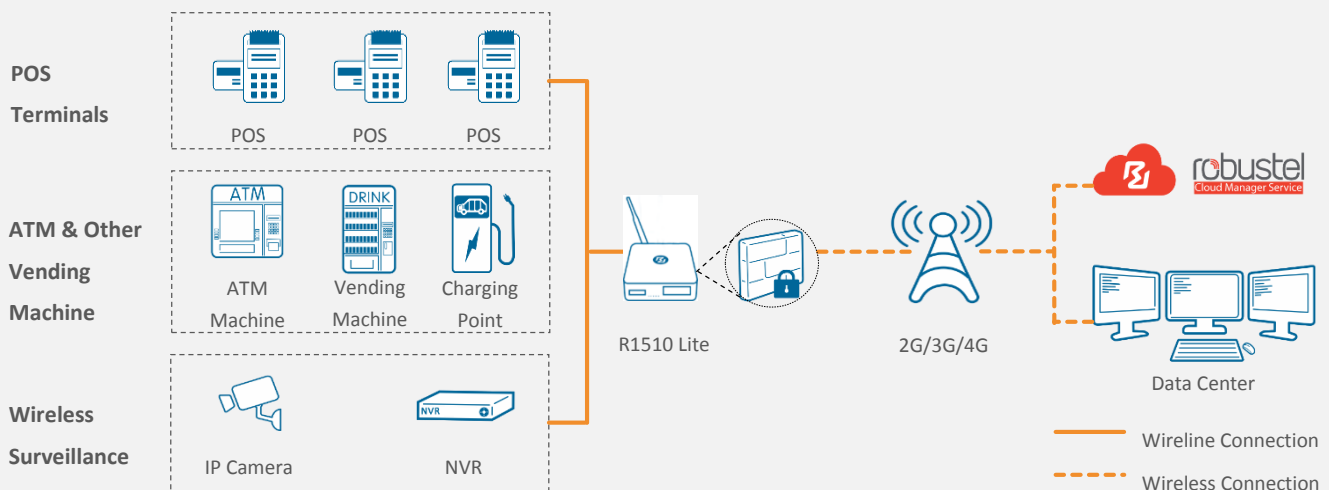 POS
Terminals
POS
POS
POS
ATM & Other
Vending
Machine
ATM
ATM
Machine
DRINK
Vending
Machine
Charging
Point
Wireless
Surveillance
IP Camera
NVR
NVR
R1510 Lite
2G/3G/4G
robustel
Cloud Manager Service
Data Center
Wireline Connection
Wireless Connection